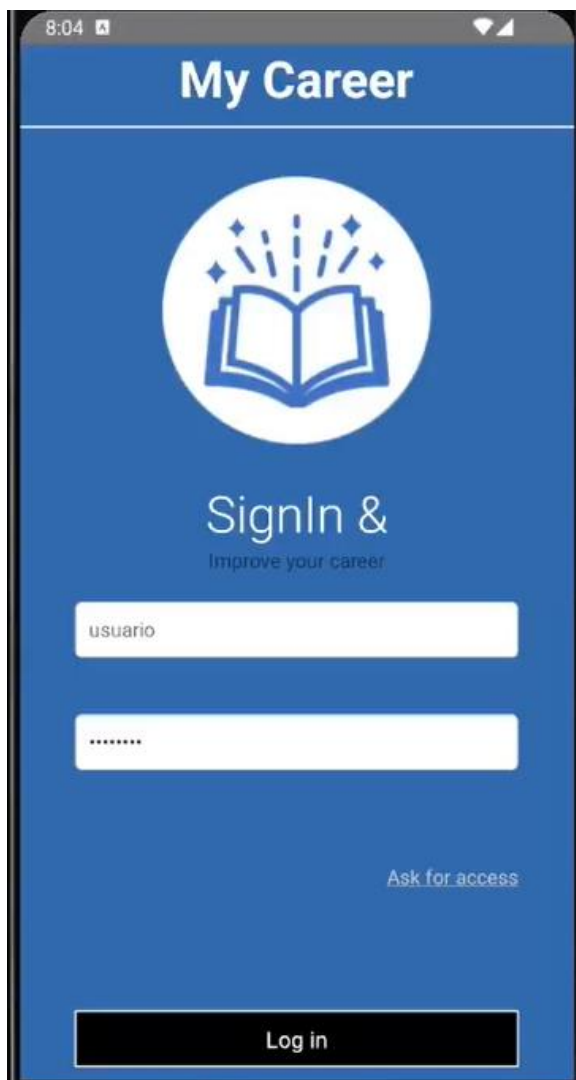 8:04
My Career
SignIn &
Improve your career
usuario
••••••••
Ask for access
Log in